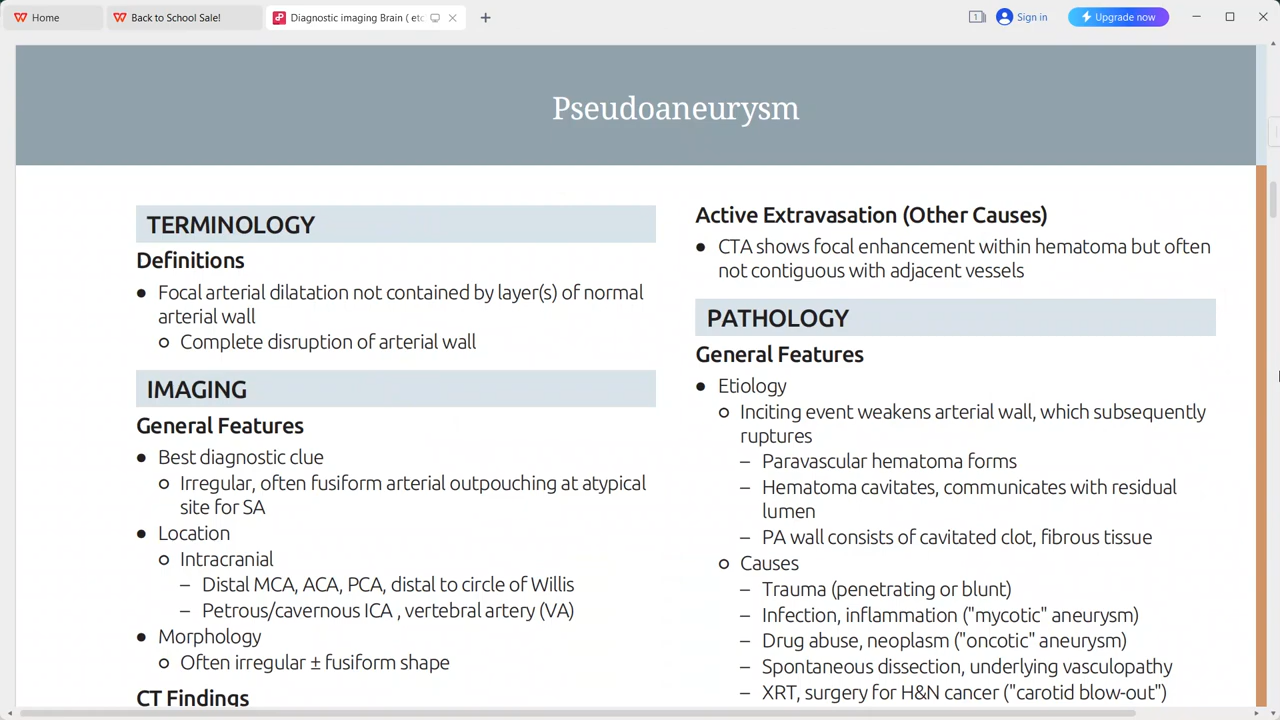 Home
Back to School Sale!
Diagnostic imaging Brain ( etc
1
Sign in
Upgrade now
Pseudoaneurysm
TERMINOLOGY
Definitions
● Focal arterial dilatation not contained by layer(s) of normal
arterial wall
○ Complete disruption of arterial wall
IMAGING
General Features
● Best diagnostic clue
○ Irregular, often fusiform arterial outpouching at atypical
site for SA
● Location
○ Intracranial
– Distal MCA, ACA, PCA, distal to circle of Willis
– Petrous/cavernous ICA , vertebral artery (VA)
● Morphology
○ Often irregular ± fusiform shape
CT Findings
Active Extravasation (Other Causes)
● CTA shows focal enhancement within hematoma but often
not contiguous with adjacent vessels
PATHOLOGY
General Features
● Etiology
○ Inciting event weakens arterial wall, which subsequently
ruptures
– Paravascular hematoma forms
– Hematoma cavitates, communicates with residual
lumen
– PA wall consists of cavitated clot, fibrous tissue
○ Causes
– Trauma (penetrating or blunt)
– Infection, inflammation ("mycotic" aneurysm)
– Drug abuse, neoplasm ("oncotic" aneurysm)
– Spontaneous dissection, underlying vasculopathy
– XRT, surgery for H&N cancer ("carotid blow-out")